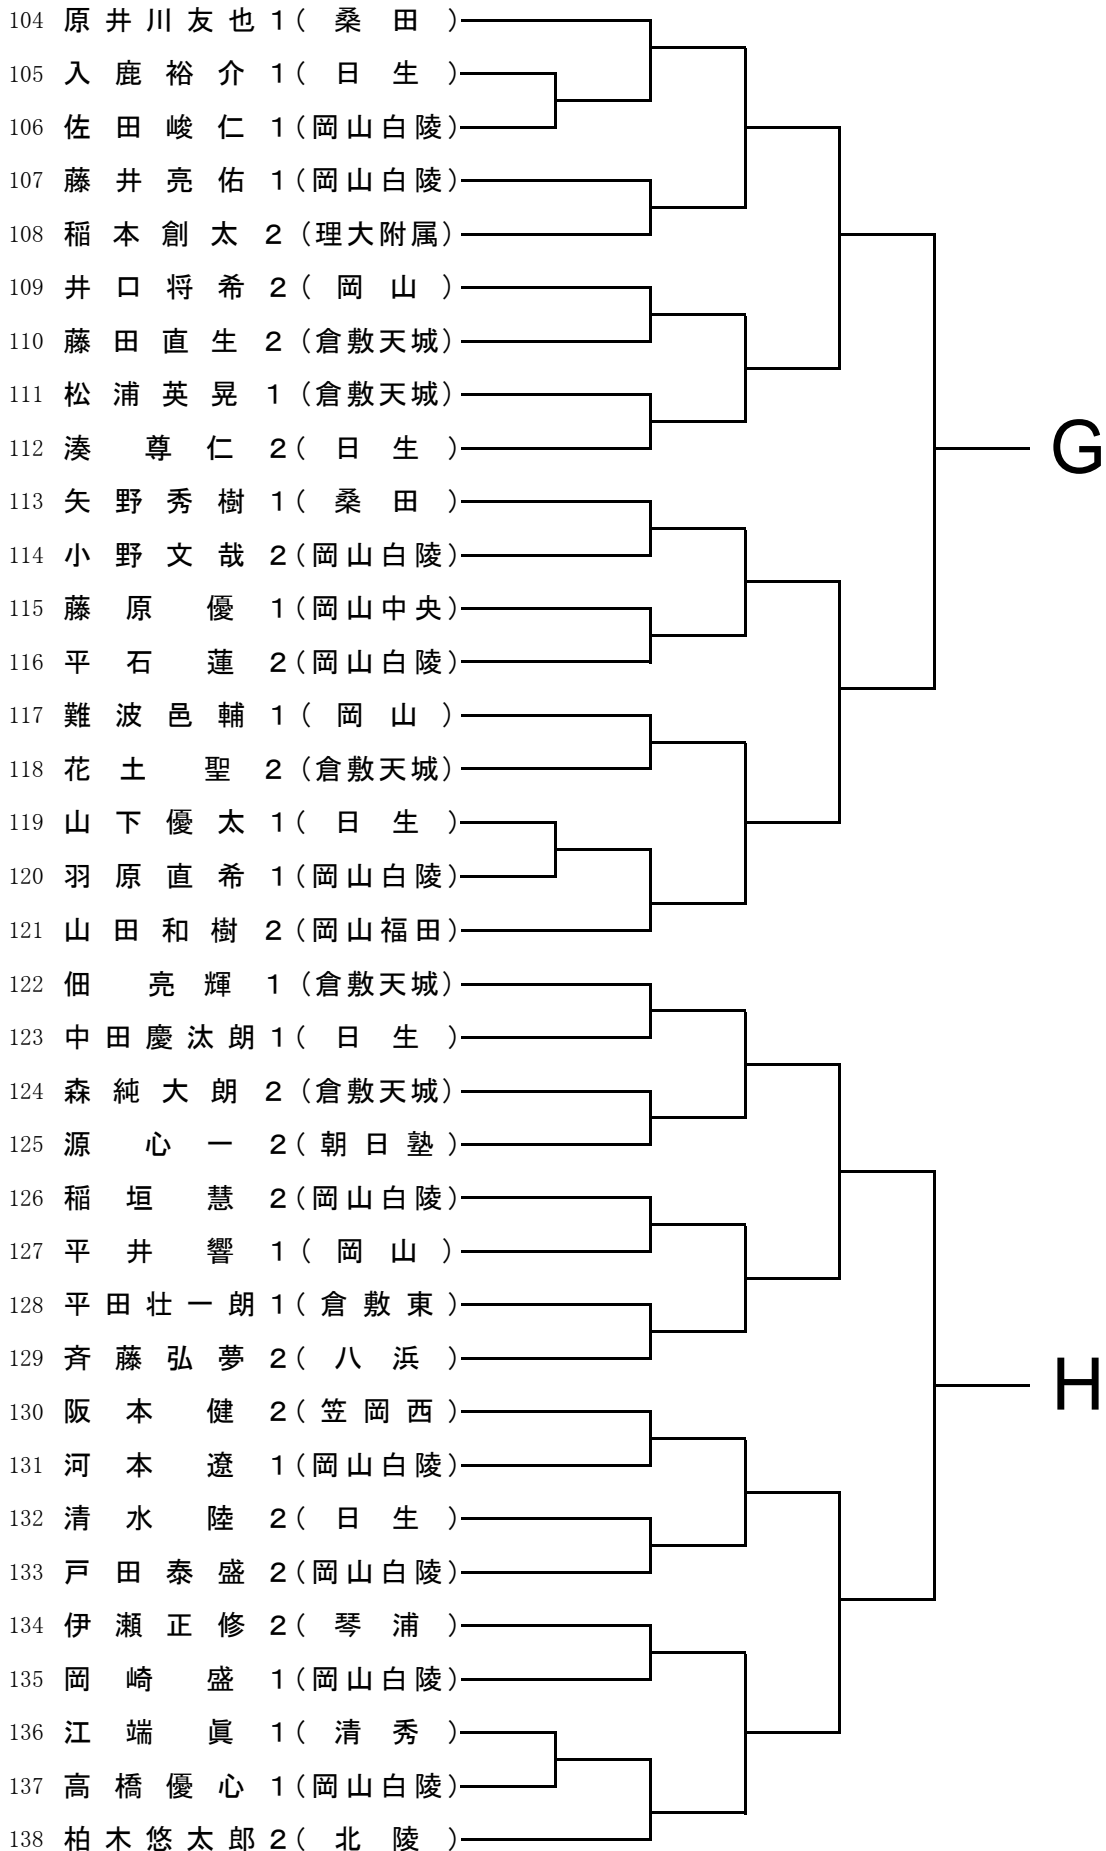 104 原井川友也 1 ( 桑田 )
105 入鹿裕介 1 ( 日生 )
106 佐田峻仁 1 (岡山白陵)
107 藤井亮佑 1 (岡山白陵)
108 稲本創太 2 (理大附属)
109 井口将希 2 ( 岡山 )
110 藤田直生 2 (倉敷天城)
111 松浦英晃 1 (倉敷天城)
112 湊尊仁 2 ( 日生 )
G
113 矢野秀樹 1 ( 桑田 )
114 小野文哉 2 (岡山白陵)
115 藤原優 1 (岡山中央)
116 平石蓮 2 (岡山白陵)
117 難波邑輔 1 ( 岡山 )
118 花土聖 2 (倉敷天城)
119 山下優太 1 ( 日生 )
120 羽原直希 1 (岡山白陵)
121 山田和樹 2 (岡山福田)
122 佃亮輝 1 (倉敷天城)
123 中田慶汰朗 1 ( 日生 )
124 森純大朗 2 (倉敷天城)
125 源心一 2 ( 朝日塾 )
126 稲垣慧 2 (岡山白陵)
127 平井響 1 ( 岡山 )
128 平田壮一朗 1 ( 倉敷東 )
129 斉藤弘夢 2 ( 八浜 )
H
130 阪本健 2 ( 笠岡西 )
131 河本遼 1 (岡山白陵)
132 清水陸 2 ( 日生 )
133 戸田泰盛 2 (岡山白陵)
134 伊瀬正修 2 ( 琴浦 )
135 岡崎盛 1 (岡山白陵)
136 江端眞 1 ( 清秀 )
137 高橋優心 1 (岡山白陵)
138 柏木悠太郎 2 ( 北陵 )